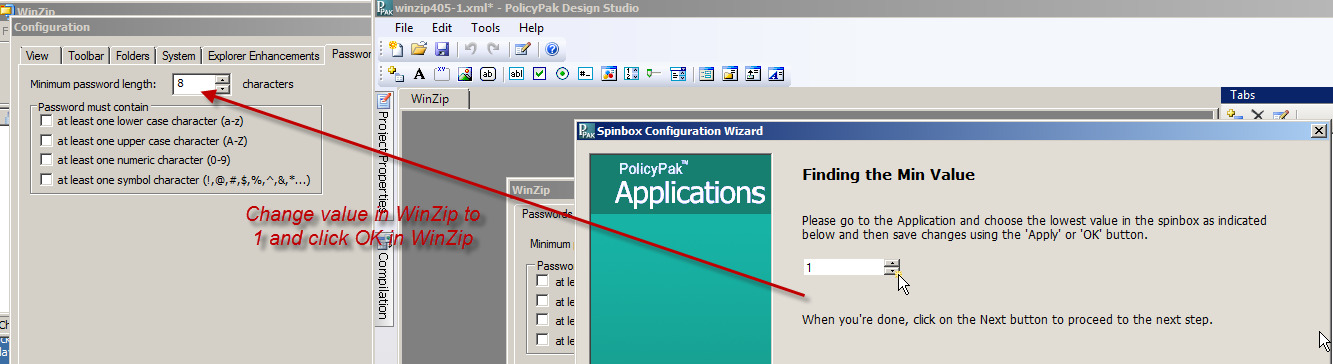 WinZip
Configuration
View Toolbar Folders System Explorer Enhancements Passwor
Minimum password length: 8 characters
Password must contain
at least one lower case character (a-z)
at least one upper case character (A-Z)
at least one numeric character (0-9)
at least one symbol character (!,@,#,$,%,^,&,*...)
Change value in WinZip to
1 and click OK in WinZip
winzip405-1.xml* - PolicyPak Design Studio
File Edit Tools Help
WinZip
Tabs
Project Properties
Compilation
WinZip
Passwords
Minimum
Passwo
at le
at le
at le
at le
Spinbox Configuration Wizard
PolicyPak™
Applications
Finding the Min Value
Please go to the Application and choose the lowest value in the spinbox as indicated
below and then save changes using the 'Apply' or 'OK' button.
1
When you're done, click on the Next button to proceed to the next step.